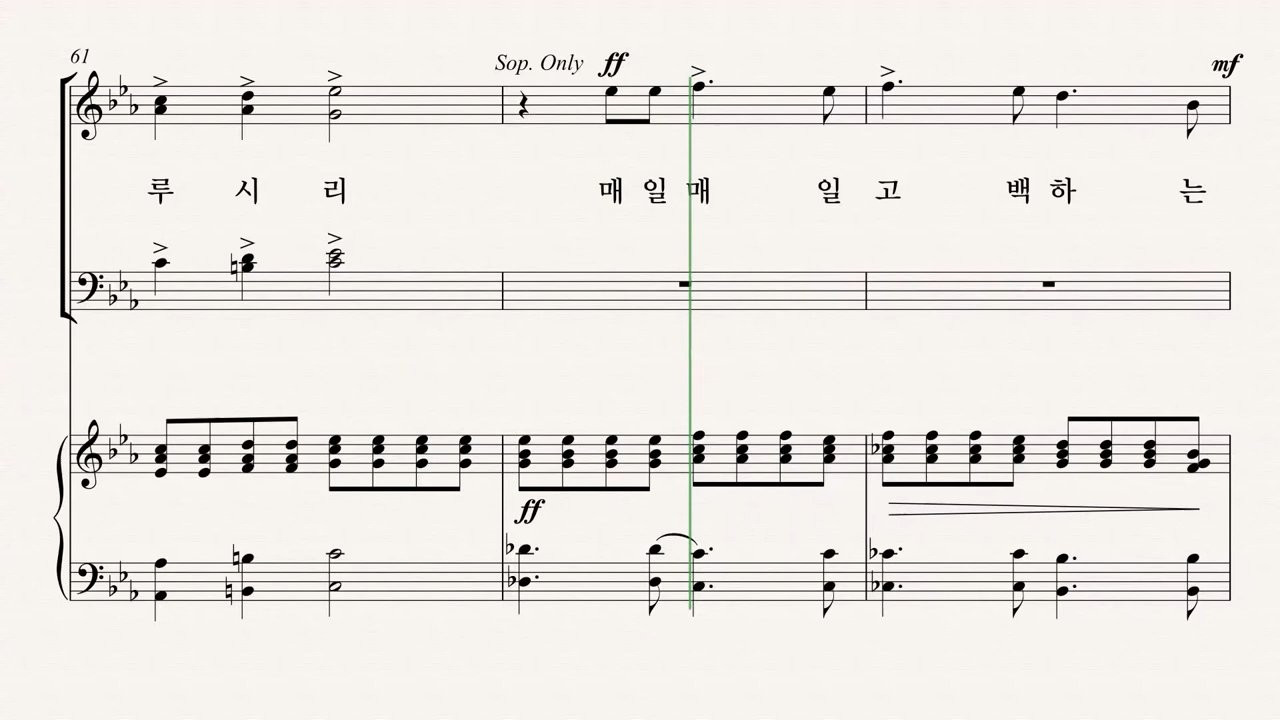 61
Sop. Only ff
mf
루 시 리 매 일 매 일 고 백 하 는
ff